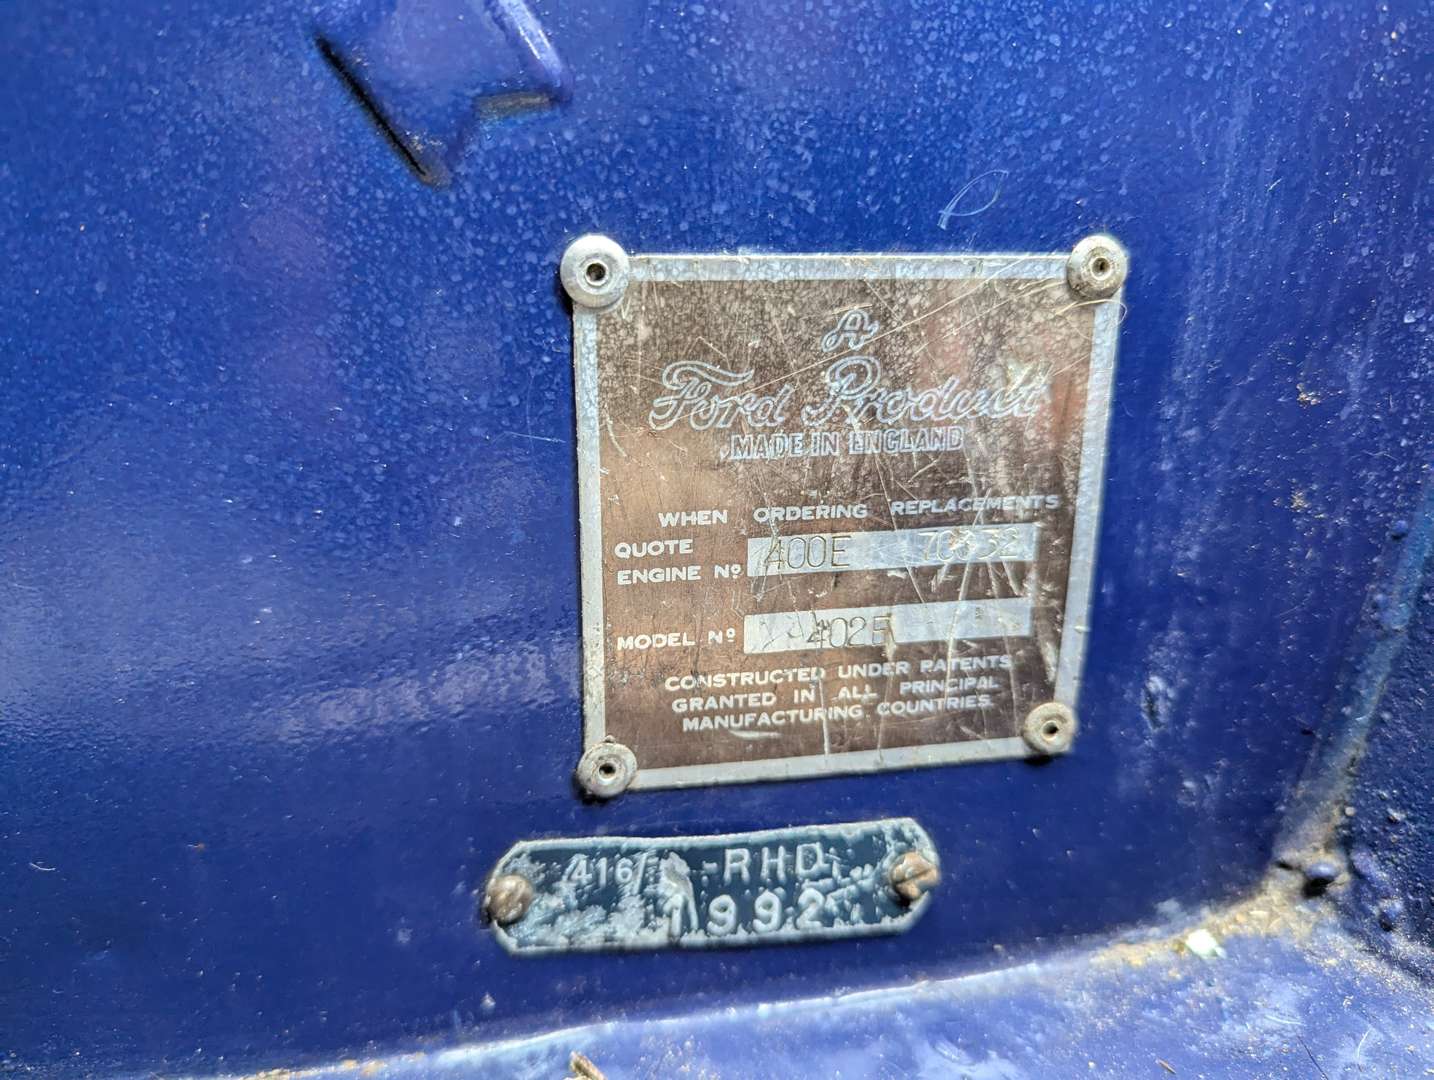 A
Ford Product
MADE IN ENGLAND
WHEN ORDERING REPLACEMENTS
QUOTE
ENGINE Nº 400E
MODEL Nº 402E
CONSTRUCTED UNDER PATENTS
GRANTED IN ALL PRINCIPAL
MANUFACTURING COUNTRIES.
RHD
1992